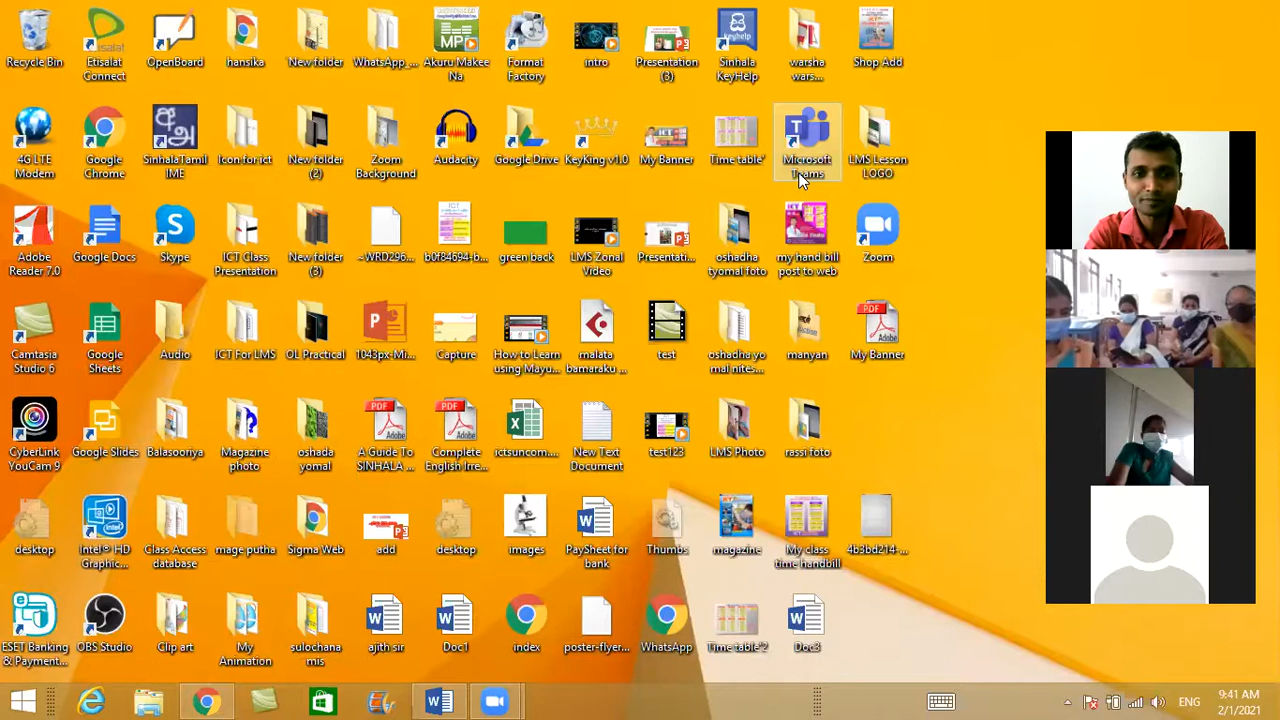 Recycle Bin
Etisalat
Connect
OpenBoard
hansika
New folder
WhatsApp_...
Akuru Makee
Na
Format
Factory
intro
Presentation
(3)
Sinhala
KeyHelp
warsha
wars...
Shop Add
4G LTE
Modem
Google
Chrome
SinhalaTamil
IME
Icon for ict
New folder
(2)
Zoom
Background
Audacity
Google Drive
KeyKing v1.0
My Banner
Time table'
Microsoft
Teams
LMS Lesson
LOGO
Adobe
Reader 7.0
Google Docs
Skype
ICT Class
Presentation
New folder
(3)
~WRD296...
b0f84694-b...
green back
LMS Zonal
Video
Presentati...
oshadha
tyomal foto
my hand bill
post to web
Zoom
Camtasia
Studio 6
Google
Sheets
Audio
ICT For LMS
OL Practical
1043px-Mi...
Capture
How to Learn
using Mayu...
malata
bamaraku ...
test
oshadha yo
mal nites...
manyan
My Banner
CyberLink
YouCam 9
Google Slides
Balasooriya
Magazine
photo
oshada
yomal
A Guide To
SINHALA ...
Complete
English Irre...
ictsuncom....
New Text
Document
test123
LMS Photo
rassi foto
desktop
Intel® HD
Graphic...
Class Access
database
mage putha
Sigma Web
add
desktop
images
PaySheet for
bank
Thumbs
magazine
My class
time handbill
4b3bd214-...
ESET Banking
& Payment...
OBS Studio
Clip art
My
Animation
sulochana
mis
ajith sir
Doc1
index
poster-flyer...
WhatsApp
Time table'2
Doc3
ENG
9:41 AM
2/1/2021